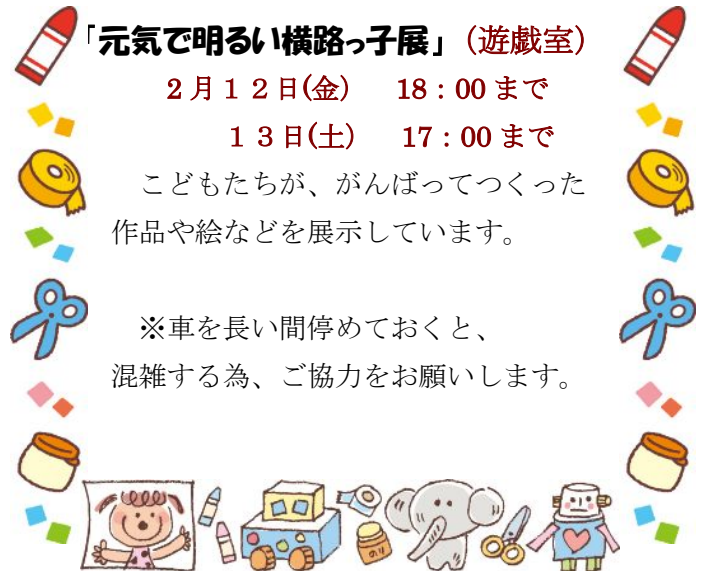 「元気で明るい横路っ子展」（遊戯室）
2月１２日(金)　18：00まで
１３日(土)　17：00まで
こどもたちが、がんばってつくった
作品や絵などを展示しています。
※車を長い間停めておくと、
混雑する為、ご協力をお願いします。
のり